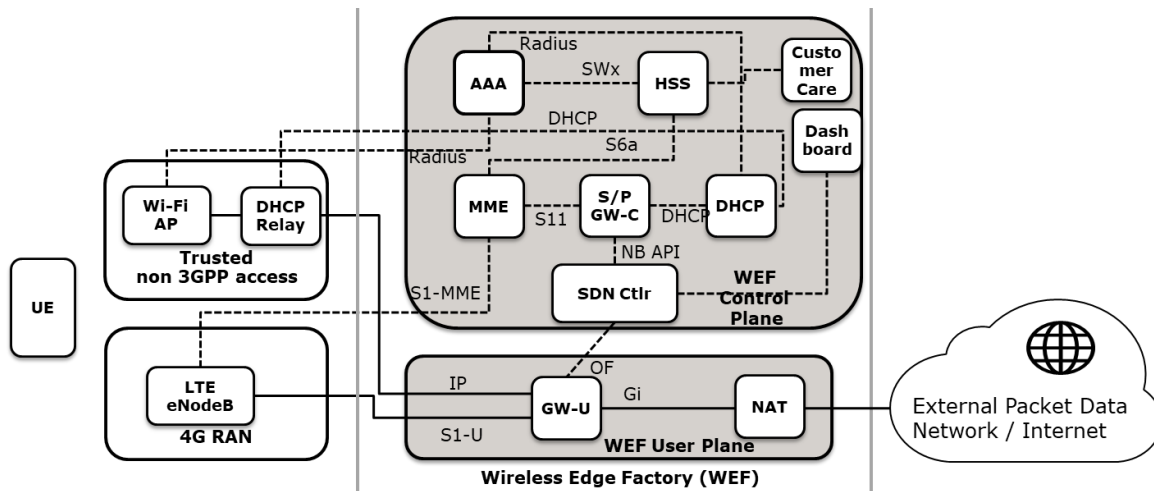 Radius
AAA
SWx
HSS
Custo
mer
Care
DHCP
Dash
board
Radius
S6a
Wi-Fi
AP
DHCP
Relay
Trusted
non 3GPP access
MME
S11
S/P
GW-C
DHCP
DHCP
NB API
UE
S1-MME
SDN Ctlr
WEF
Control
Plane
LTE
eNodeB
4G RAN
IP
S1-U
OF
GW-U
Gi
NAT
WEF User Plane
External Packet Data
Network / Internet
Wireless Edge Factory (WEF)